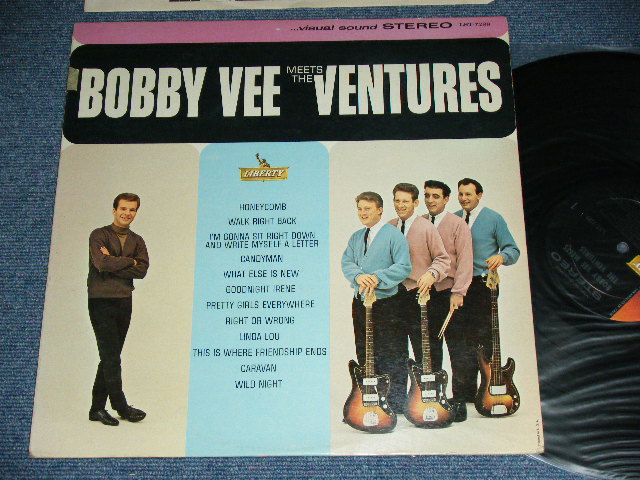 ...visual sound STEREO LST-7289
BOBBY VEE MEETS THE VENTURES
LIBERTY
HONEYCOMB
WALK RIGHT BACK
I'M GONNA SIT RIGHT DOWN
AND WRITE MYSELF A LETTER
CANDYMAN
WHAT ELSE IS NEW
GOODNIGHT IRENE
PRETTY GIRLS EVERYWHERE
RIGHT OR WRONG
LINDA LOU
THIS IS WHERE FRIENDSHIP ENDS
CARAVAN
WILD NIGHT
STEREO